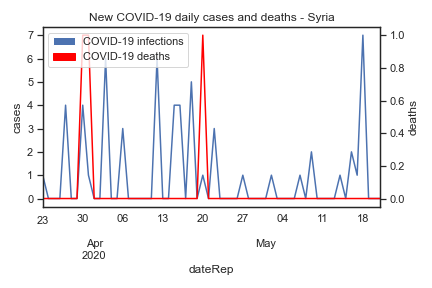 New COVID-19 daily cases and deaths - Syria
COVID-19 infections
COVID-19 deaths
7
6
5
4
3
2
1
0
cases
1.0
0.8
0.6
0.4
0.2
0.0
deaths
23 30 06 13 20 27 04 11 18
Apr May
2020
dateRep